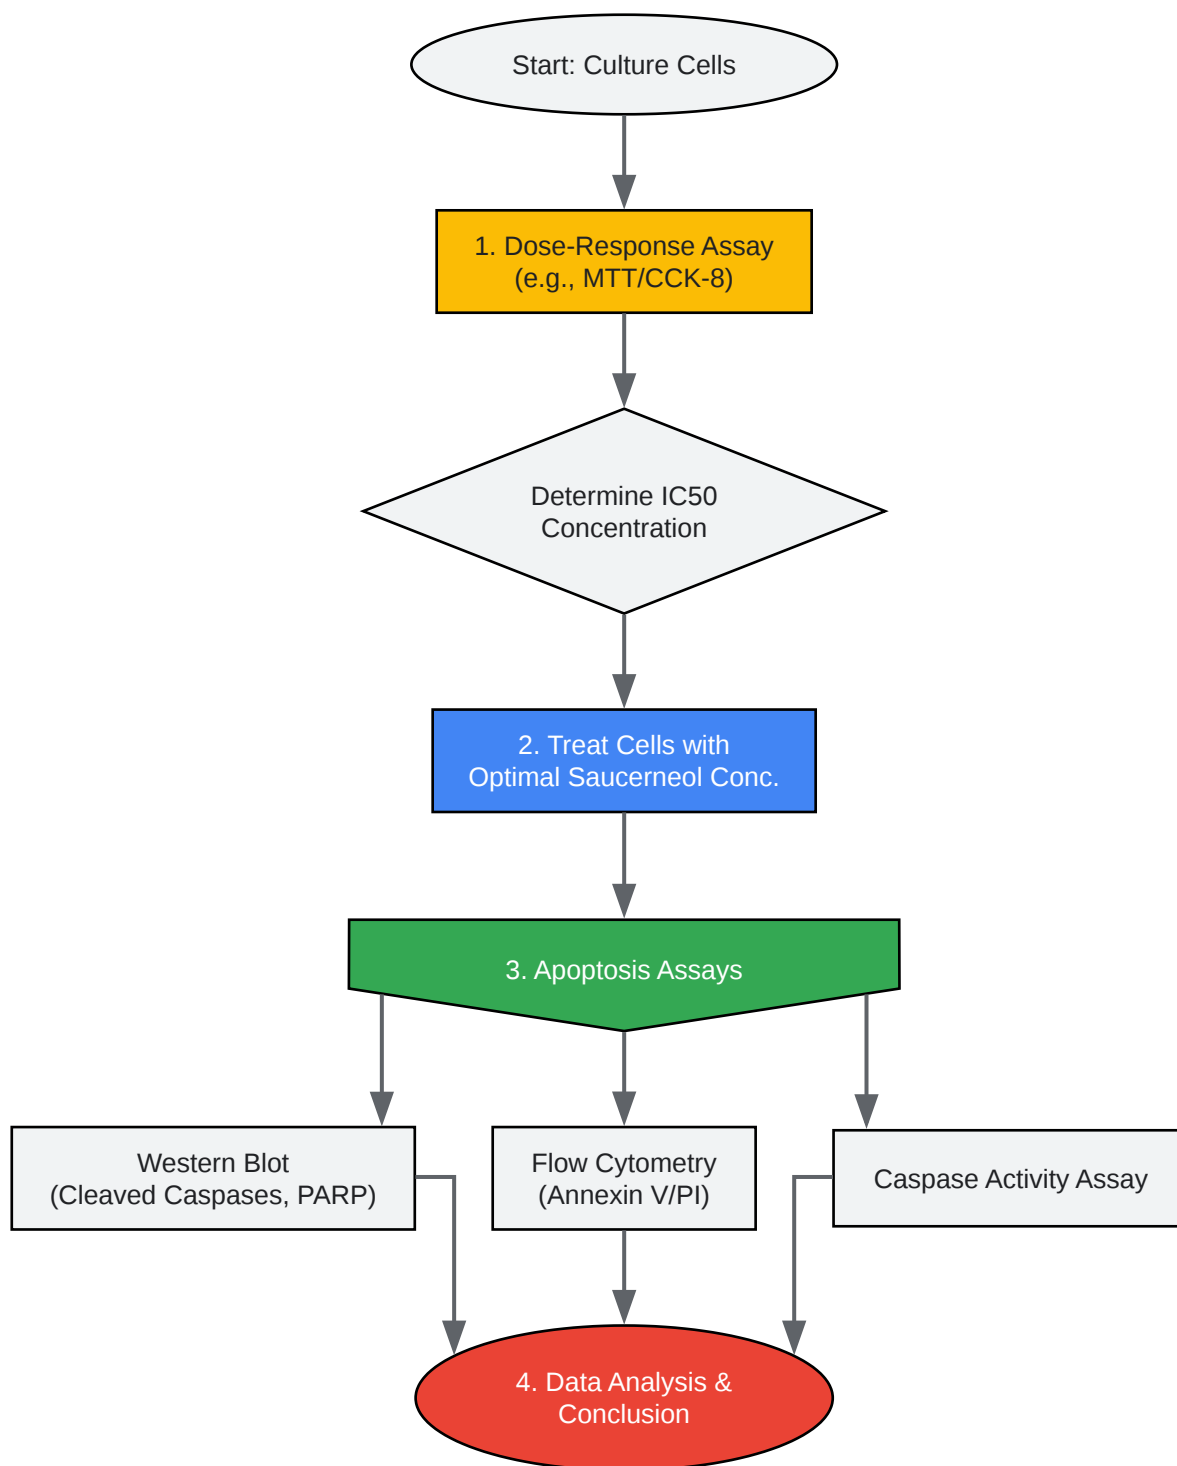 Start: Culture Cells
1. Dose-Response Assay
(e.g., MTT/CCK-8)
Determine IC50
Concentration
2. Treat Cells with
Optimal Saucerneol Conc.
3. Apoptosis Assays
Western Blot
(Cleaved Caspases, PARP)
Flow Cytometry
(Annexin V/PI)
Caspase Activity Assay
4. Data Analysis &
Conclusion